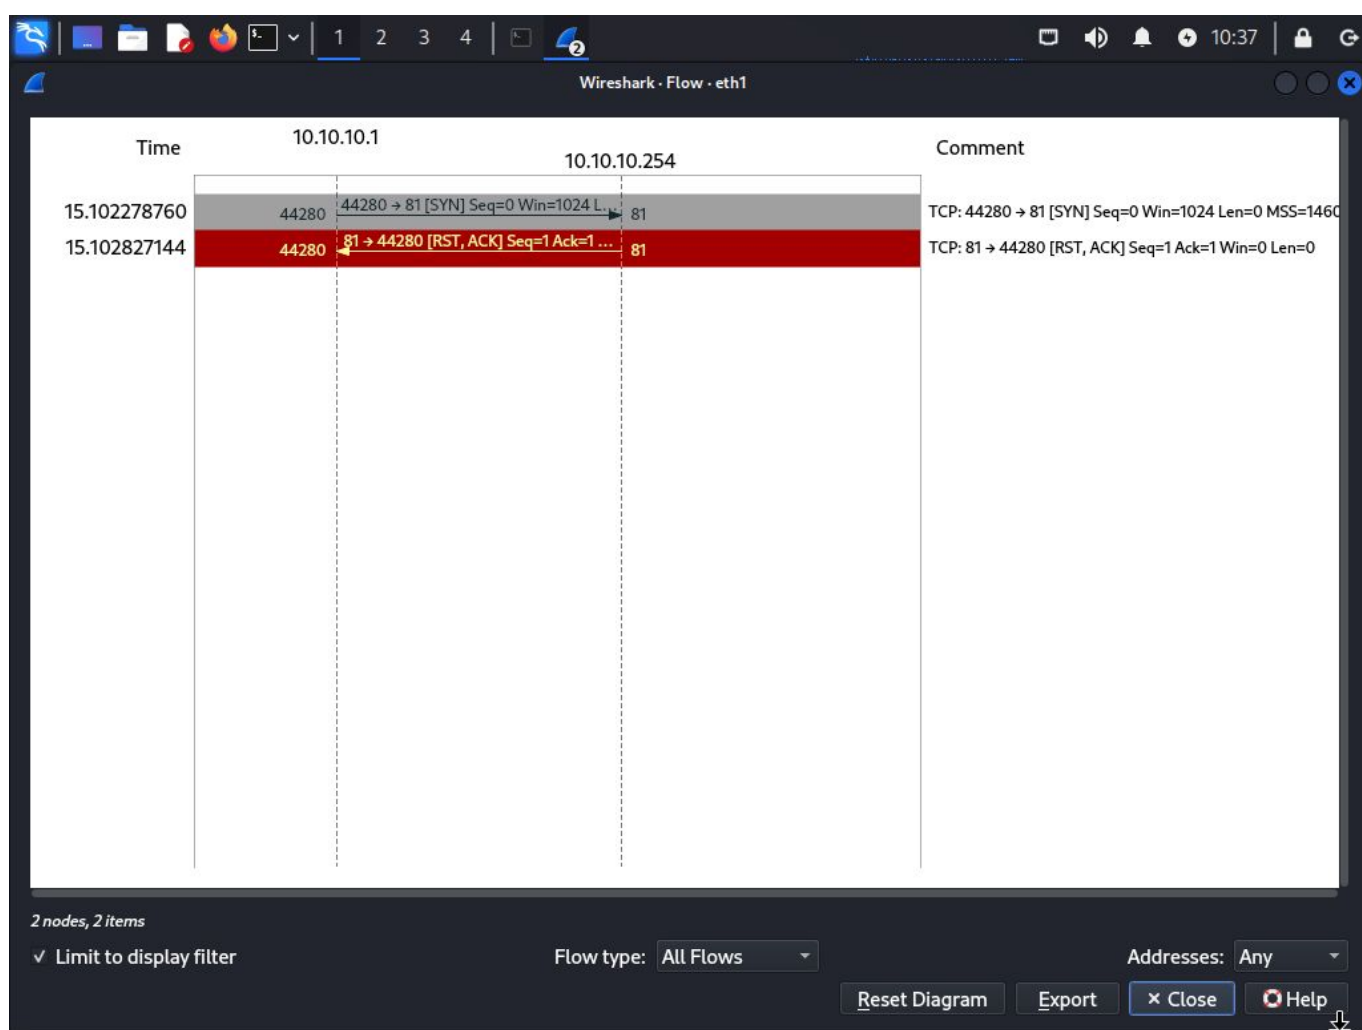 1 2 3 4 2 10:37
Wireshark · Flow · eth1
Time 10.10.10.1 10.10.10.254 Comment
15.102278760 44280 44280 → 81 [SYN] Seq=0 Win=1024 L... 81 TCP: 44280 → 81 [SYN] Seq=0 Win=1024 Len=0 MSS=1460
15.102827144 44280 81 → 44280 [RST, ACK] Seq=1 Ack=1 ... 81 TCP: 81 → 44280 [RST, ACK] Seq=1 Ack=1 Win=0 Len=0
2 nodes, 2 items
Limit to display filter Flow type: All Flows Addresses: Any
Reset Diagram Export × Close Help